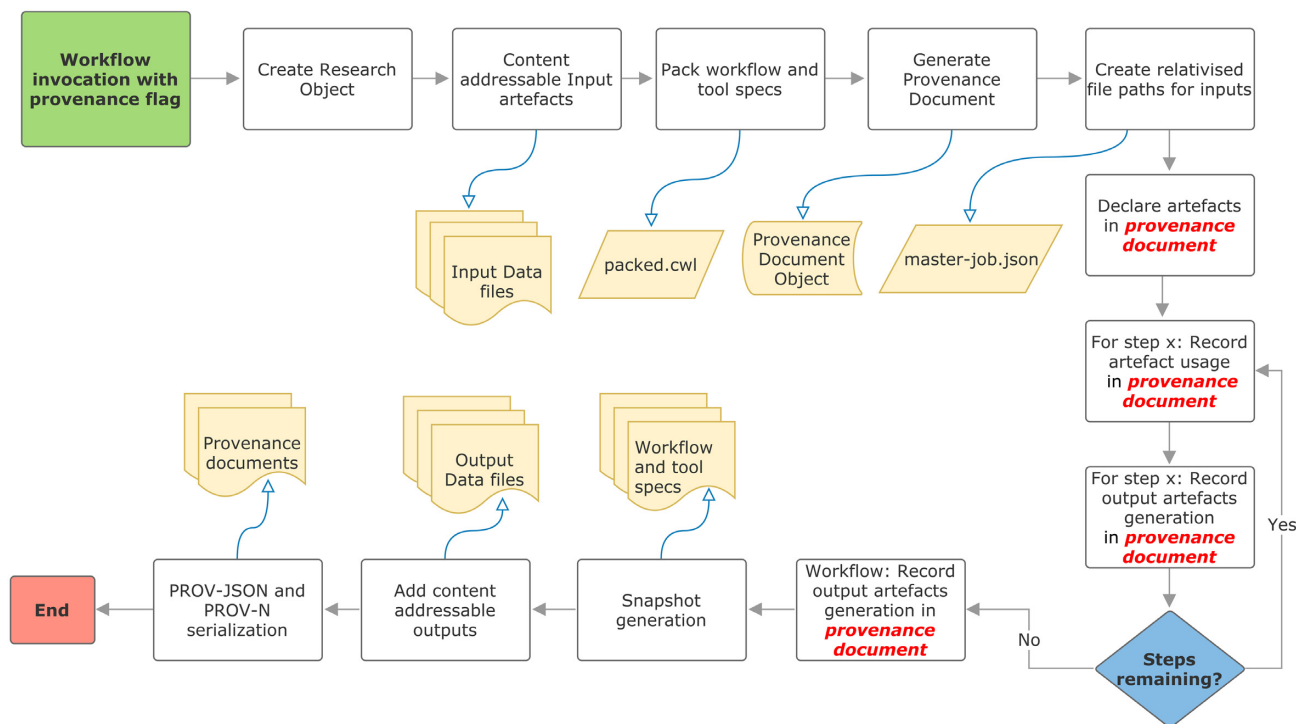 Workflow
invocation with
provenance flag
Create Research
Object
Content
addressable Input
artefacts
Pack workflow and
tool specs
Generate
Provenance
Document
Create relativised
file paths for inputs
Input Data
files
packed.cwl
Provenance
Document
Object
master-job.json
Declare artefacts
in provenance
document
For step x: Record
artefact usage
in provenance
document
For step x: Record
output artefacts
generation
in provenance
document
Yes
Steps
remaining?
No
Workflow: Record
output artefacts
generation in
provenance
document
Snapshot
generation
Workflow
and tool
specs
Add content
addressable
outputs
Output
Data files
PROV-JSON and
PROV-N
serialization
Provenance
documents
End